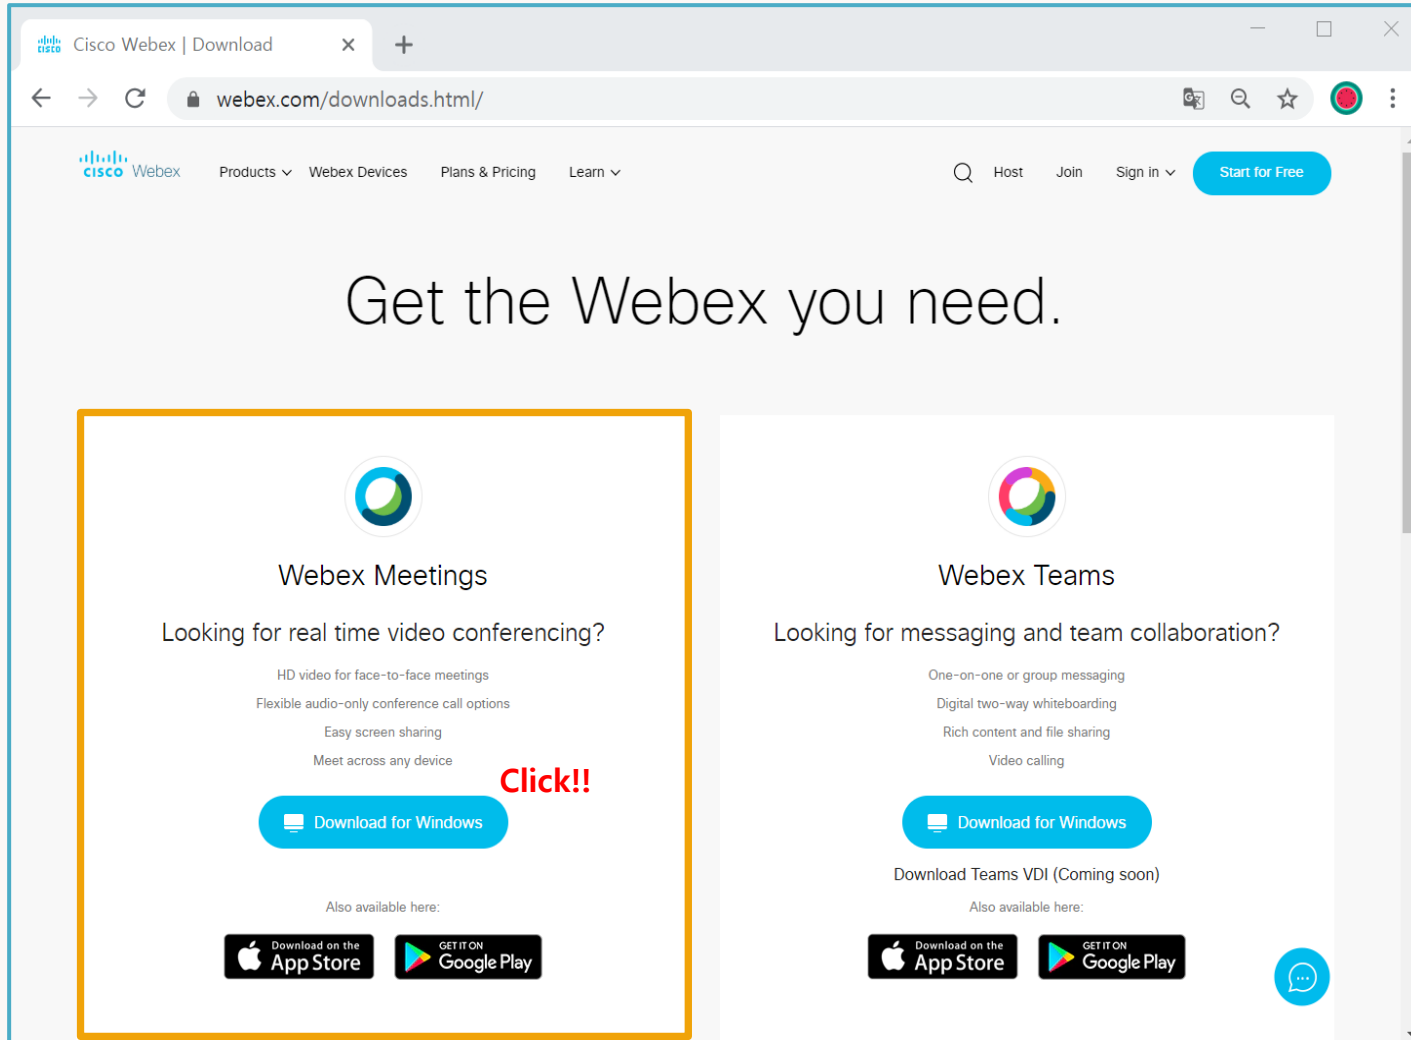 Cisco Webex | Download
webex.com/downloads.html/
CISCO Webex Products Webex Devices Plans & Pricing Learn Host Join Sign in Start for Free
Get the Webex you need.
Webex Meetings
Looking for real time video conferencing?
HD video for face-to-face meetings
Flexible audio-only conference call options
Easy screen sharing
Meet across any device
Click!!
Download for Windows
Also available here:
Download on the
App Store
GET IT ON
Google Play
Webex Teams
Looking for messaging and team collaboration?
One-on-one or group messaging
Digital two-way whiteboarding
Rich content and file sharing
Video calling
Download for Windows
Download Teams VDI (Coming soon)
Also available here:
Download on the
App Store
GET IT ON
Google Play